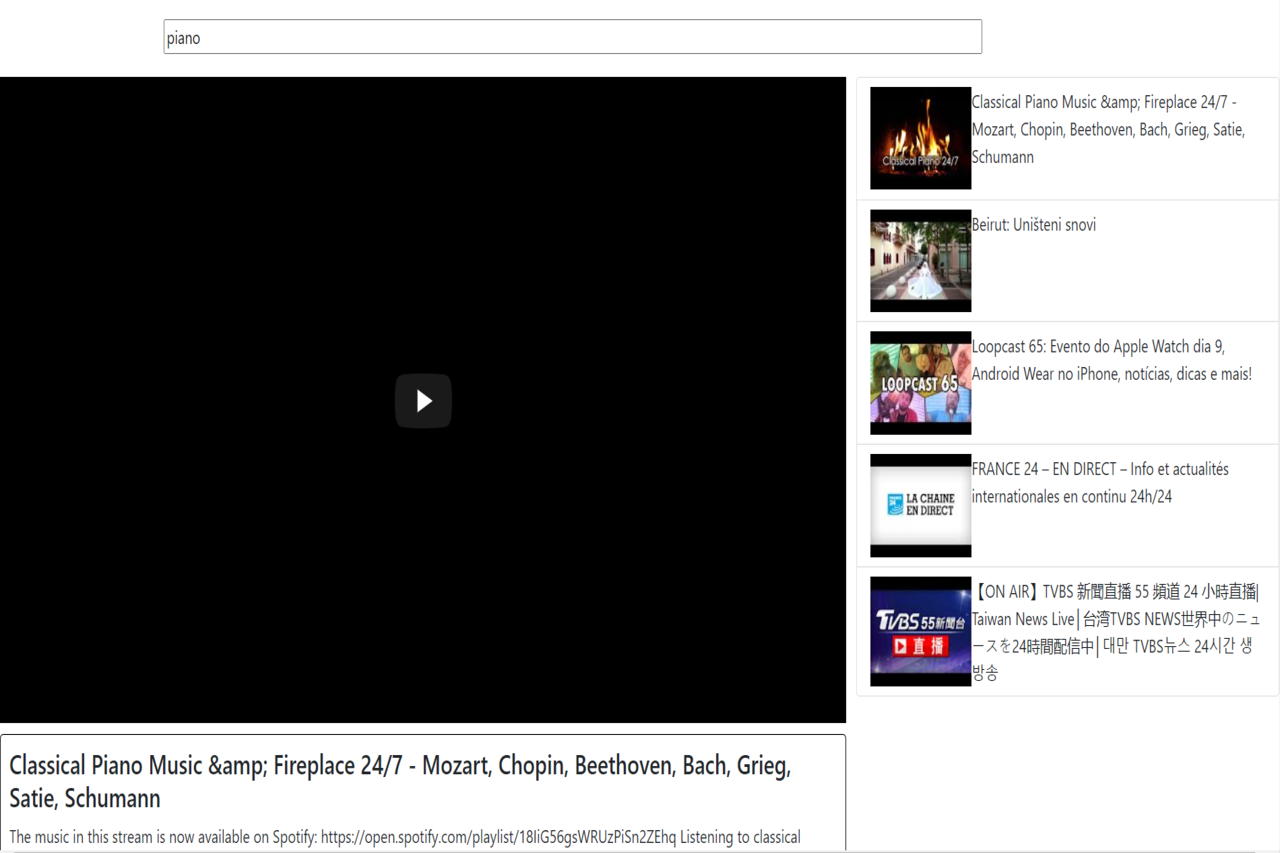 piano
Classical Piano Music &amp; Fireplace 24/7 - Mozart, Chopin, Beethoven, Bach, Grieg,
Satie, Schumann
The music in this stream is now available on Spotify: https://open.spotify.com/playlist/18IiG56gsWRUzPiSn2ZEhq Listening to classical
Classical Piano 24/7
Classical Piano Music &amp; Fireplace 24/7 -
Mozart, Chopin, Beethoven, Bach, Grieg, Satie,
Schumann
Beirut: Uništeni snovi
LOOPCAST 65
Loopcast 65: Evento do Apple Watch dia 9,
Android Wear no iPhone, notícias, dicas e mais!
FRANCE 24
LA CHAINE
EN DIRECT
FRANCE 24 – EN DIRECT – Info et actualités
internationales en continu 24h/24
TVBS 55新聞台
直播
【ON AIR】TVBS 新聞直播 55 頻道 24 小時直播|
Taiwan News Live│台湾TVBS NEWS世界中のニュ
ースを24時間配信中│대만 TVBS뉴스 24시간 생
방송